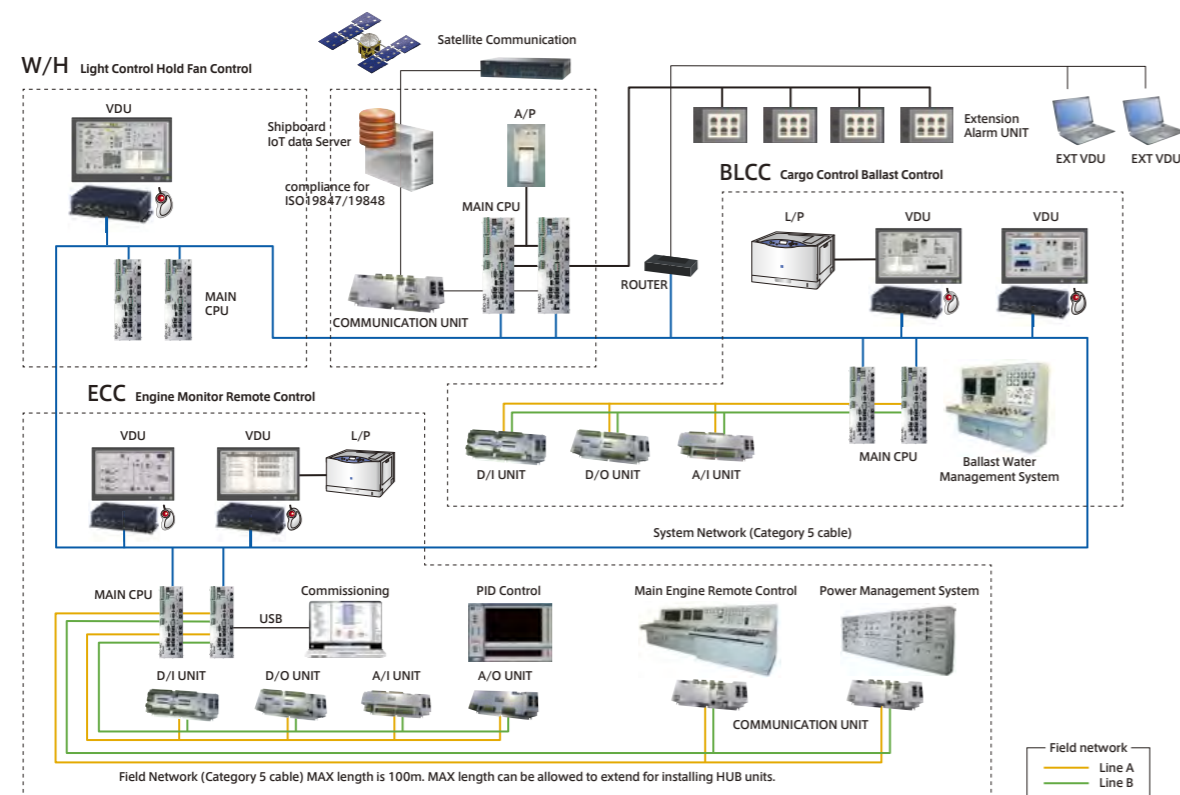 Satellite Communication
W/H Light Control Hold Fan Control
VDU
MAIN
CPU
Shipboard
IoT data Server
compliance for
ISO19847/19848
A/P
MAIN CPU
COMMUNICATION UNIT
ROUTER
Extension
Alarm UNIT
EXT VDU
EXT VDU
BLCC Cargo Control Ballast Control
L/P
VDU
VDU
D/I UNIT
D/O UNIT
A/I UNIT
MAIN CPU
Ballast Water
Management System
System Network (Category 5 cable)
ECC Engine Monitor Remote Control
VDU
VDU
L/P
MAIN CPU
USB
Commissioning
PID Control
Main Engine Remote Control
Power Management System
D/I UNIT
D/O UNIT
A/I UNIT
A/O UNIT
COMMUNICATION UNIT
Field Network (Category 5 cable) MAX length is 100m. MAX length can be allowed to extend for installing HUB units.
Field network
Line A
Line B